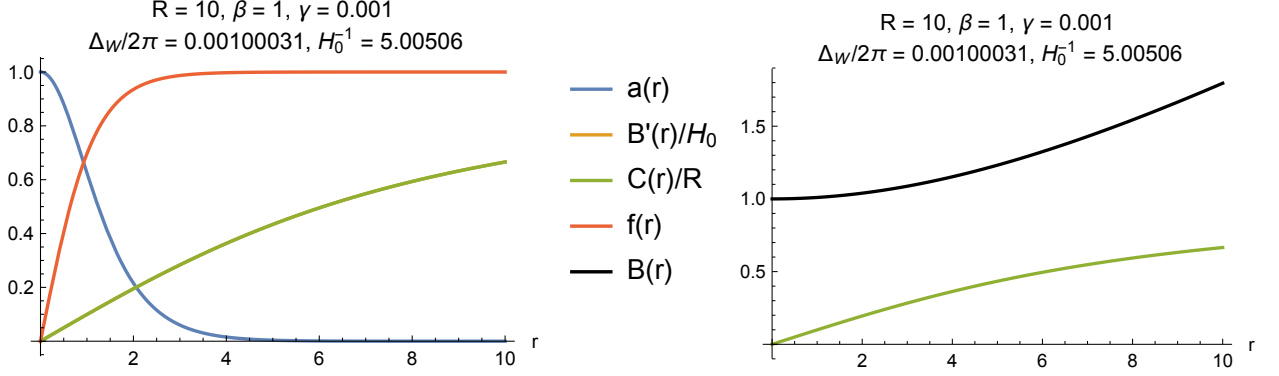 R = 10, β = 1, γ = 0.001
Δ_W/2π = 0.00100031, H_0^-1 = 5.00506
1.0
0.8
0.6
0.4
0.2
2
4
6
8
10
r
a(r)
B'(r)/H_0
C(r)/R
f(r)
B(r)
R = 10, β = 1, γ = 0.001
Δ_W/2π = 0.00100031, H_0^-1 = 5.00506
1.5
1.0
0.5
2
4
6
8
10
r